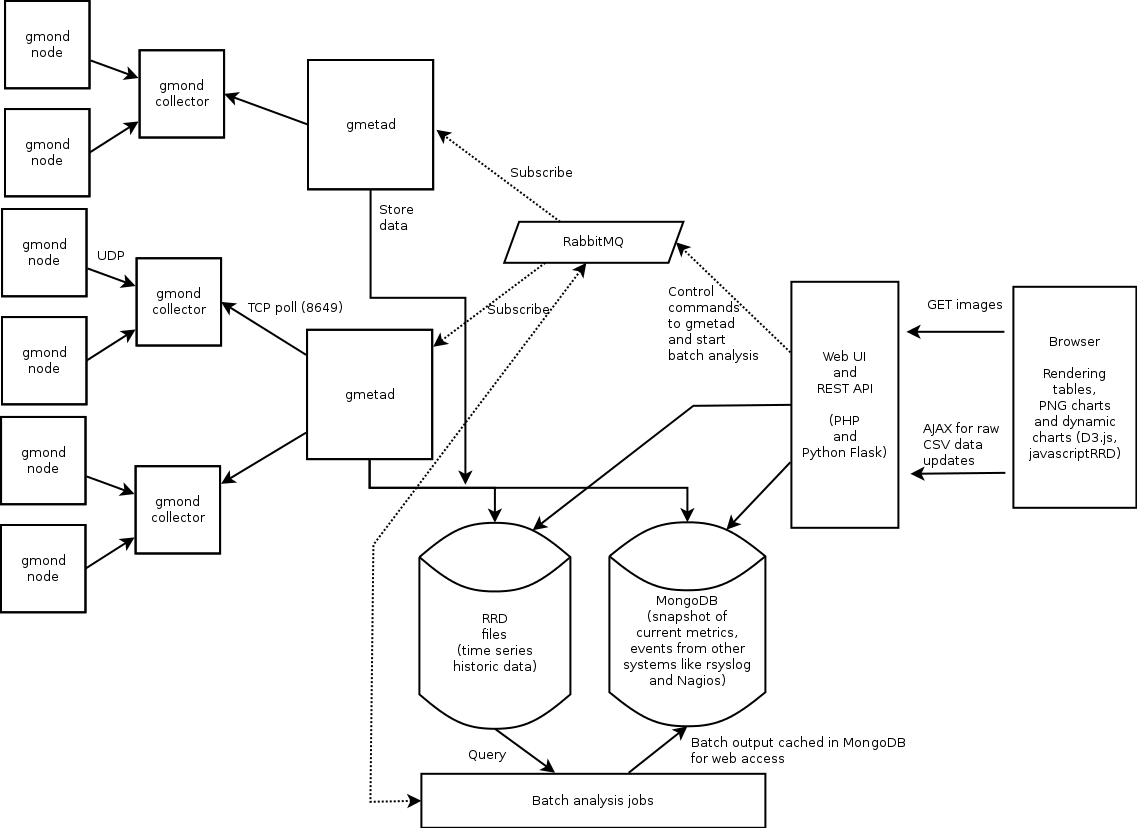 gmond
node
gmond
collector
gmond
node
gmetad
Subscribe
Store
data
RabbitMQ
gmond
node
UDP
gmond
collector
TCP poll (8649)
Subscribe
gmond
node
gmetad
Control
commands
to gmetad
and start
batch analysis
Web UI
and
REST API
(PHP
and
Python Flask)
GET images
AJAX for raw
CSV data
updates
Browser
Rendering
tables,
PNG charts
and dynamic
charts (D3.js,
javascriptRRD)
gmond
node
gmond
collector
gmond
node
RRD
files
(time series
historic data)
MongoDB
(snapshot of
current metrics,
events from other
systems like rsyslog
and Nagios)
Query
Batch output cached in MongoDB
for web access
Batch analysis jobs